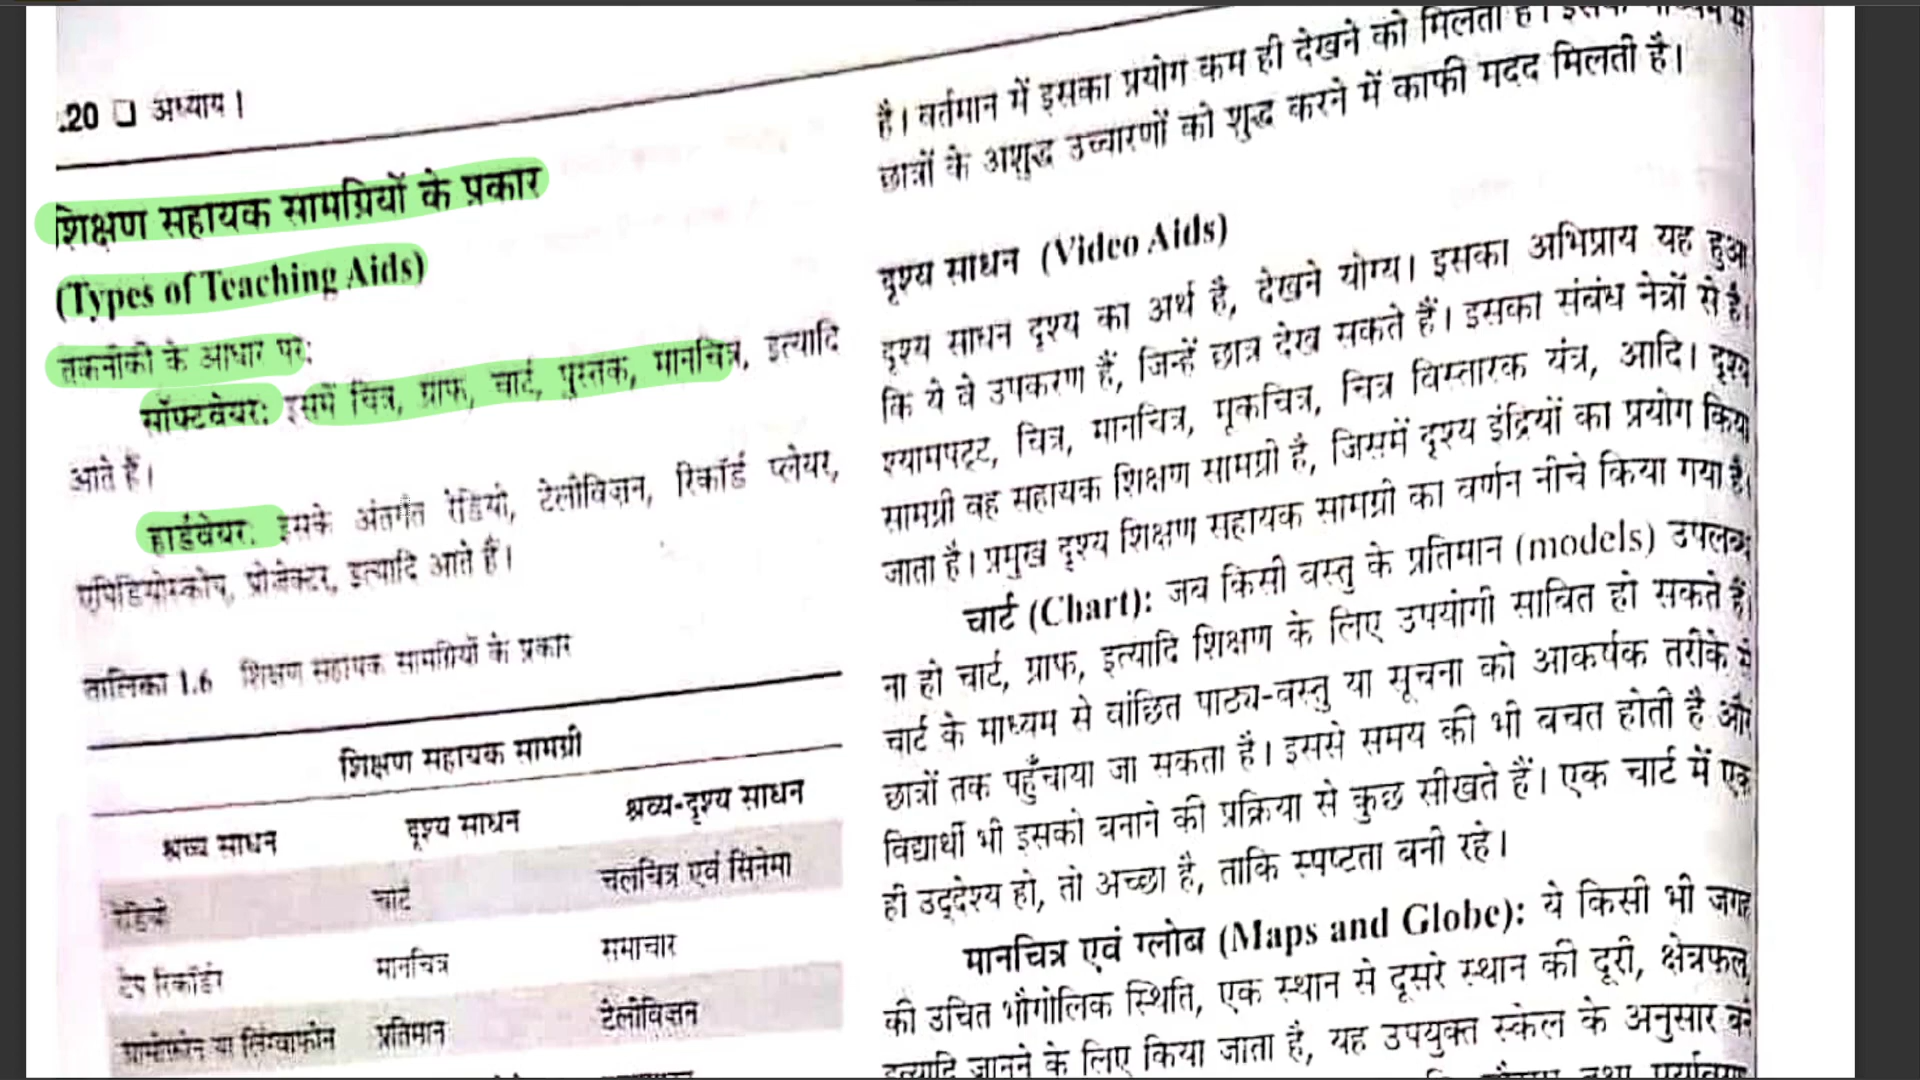 .20 ❑ अध्याय 1
शिक्षण सहायक सामग्रियों के प्रकार
(Types of Teaching Aids)
तकनीकी के आधार पर:
सॉफ्टवेयर: इसमें चित्र, ग्राफ, चार्ट, पुस्तक, मानचित्र, इत्यादि
आते हैं।
हार्डवेयर: इसके अंतर्गत रेडियो, टेलीविज़न, रिकॉर्ड प्लेयर,
एपिडियोस्कोप, प्रोजेक्टर, इत्यादि आते हैं।
तालिका 1.6 शिक्षण सहायक सामग्रियों के प्रकार
शिक्षण सहायक सामग्री
श्रव्य साधन दृश्य साधन श्रव्य-दृश्य साधन
रेडियो चार्ट चलचित्र एवं सिनेमा
टेप रिकॉर्डर मानचित्र समाचार
ग्रामोफ़ोन या लिंग्वाफोन प्रतिमान टेलीविज़न
है। वर्तमान में इसका प्रयोग कम ही देखने को मिलता है। इसके माध्यम से
छात्रों के अशुद्ध उच्चारणों को शुद्ध करने में काफी मदद मिलती है।
दृश्य साधन (Video Aids)
दृश्य साधन दृश्य का अर्थ है, देखने योग्य। इसका अभिप्राय यह हुआ
कि ये वे उपकरण हैं, जिन्हें छात्र देख सकते हैं। इसका संबंध नेत्रों से है।
श्यामपट्ट, चित्र, मानचित्र, मूकचित्र, चित्र विस्तारक यंत्र, आदि। दृश्य
सामग्री वह सहायक शिक्षण सामग्री है, जिसमें दृश्य इंद्रियों का प्रयोग किया
जाता है। प्रमुख दृश्य शिक्षण सहायक सामग्री का वर्णन नीचे किया गया है।
चार्ट (Chart): जब किसी वस्तु के प्रतिमान (models) उपलब्ध
ना हो चार्ट, ग्राफ, इत्यादि शिक्षण के लिए उपयोगी साबित हो सकते हैं
चार्ट के माध्यम से वांछित पाठ्य-वस्तु या सूचना को आकर्षक तरीके से
छात्रों तक पहुँचाया जा सकता है। इससे समय की भी बचत होती है और
विद्यार्थी भी इसको बनाने की प्रक्रिया से कुछ सीखते हैं। एक चार्ट में एक
ही उद्देश्य हो, तो अच्छा है, ताकि स्पष्टता बनी रहे।
मानचित्र एवं ग्लोब (Maps and Globe): ये किसी भी जगह
की उचित भौगोलिक स्थिति, एक स्थान से दूसरे स्थान की दूरी, क्षेत्रफल,
इत्यादि जानने के लिए किया जाता है, यह उपयुक्त स्केल के अनुसार बने